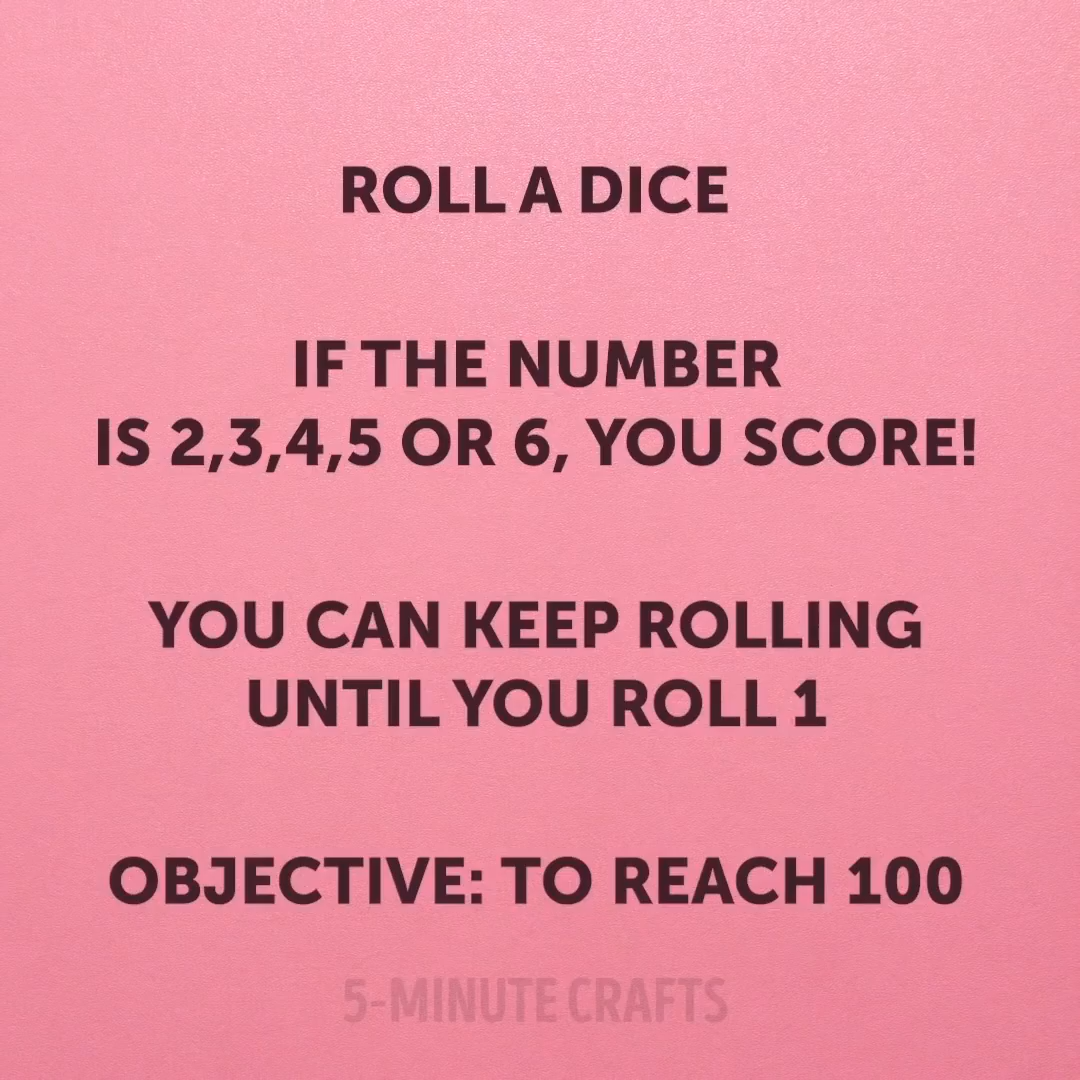 ROLL A DICE
IF THE NUMBER
IS 2,3,4,5 OR 6, YOU SCORE!
YOU CAN KEEP ROLLING
UNTIL YOU ROLL 1
OBJECTIVE: TO REACH 100
5-MINUTE CRAFTS